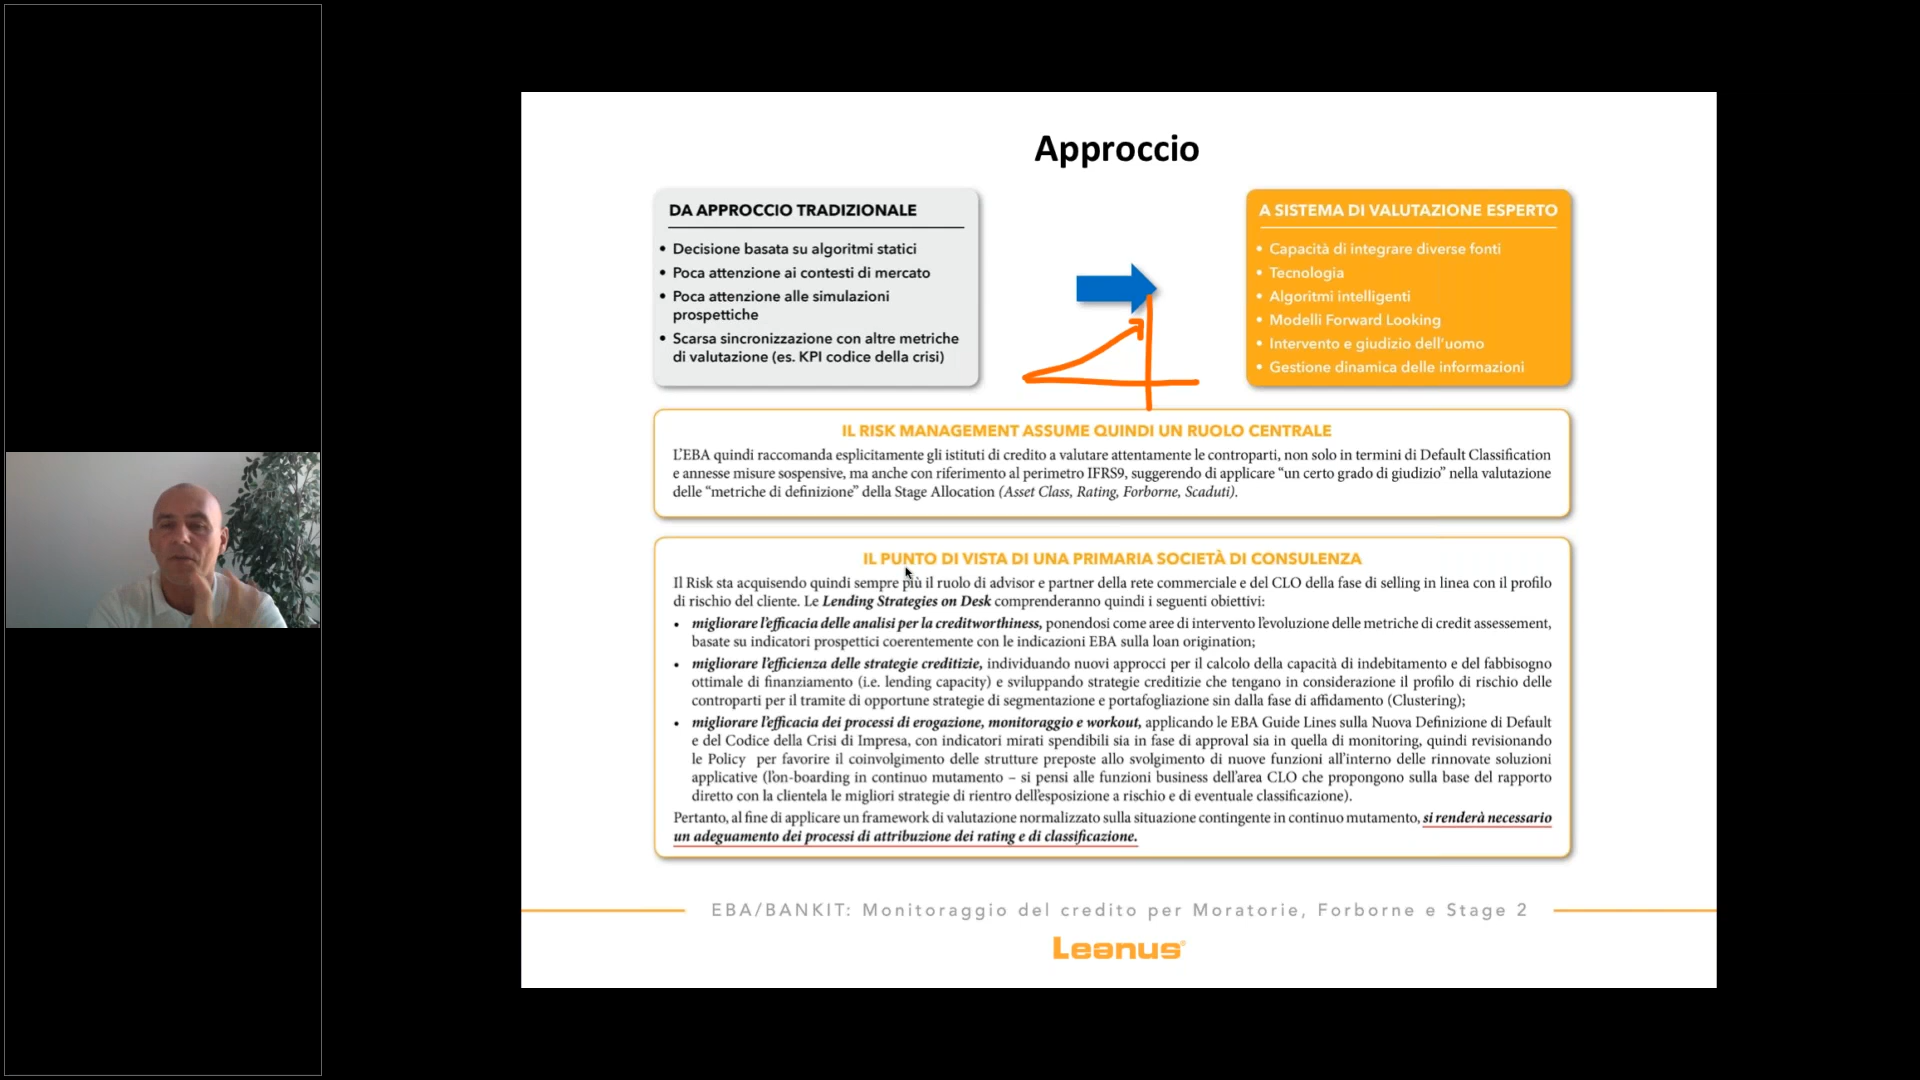 Approccio
DA APPROCCIO TRADIZIONALE
• Decisione basata su algoritmi statici
• Poca attenzione ai contesti di mercato
• Poca attenzione alle simulazioni
prospettiche
• Scarsa sincronizzazione con altre metriche
di valutazione (es. KPI codice della crisi)
A SISTEMA DI VALUTAZIONE ESPERTO
• Capacità di integrare diverse fonti
• Tecnologia
• Algoritmi intelligenti
• Modelli Forward Looking
• Intervento e giudizio dell'uomo
• Gestione dinamica delle informazioni
IL RISK MANAGEMENT ASSUME QUINDI UN RUOLO CENTRALE
L'EBA quindi raccomanda esplicitamente gli istituti di credito a valutare attentamente le controparti, non solo in termini di Default Classification
e annesse misure sospensive, ma anche con riferimento al perimetro IFRS9, suggerendo di applicare “un certo grado di giudizio” nella valutazione
delle “metriche di definizione” della Stage Allocation (Asset Class, Rating, Forborne, Scaduti).
IL PUNTO DI VISTA DI UNA PRIMARIA SOCIETÀ DI CONSULENZA
Il Risk sta acquisendo quindi sempre più il ruolo di advisor e partner della rete commerciale e del CLO della fase di selling in linea con il profilo
di rischio del cliente. Le Lending Strategies on Desk comprenderanno quindi i seguenti obiettivi:
• migliorare l'efficacia delle analisi per la creditworthiness, ponendosi come aree di intervento l'evoluzione delle metriche di credit assessment,
basate su indicatori prospettici coerentemente con le indicazioni EBA sulla loan origination;
• migliorare l'efficienza delle strategie creditizie, individuando nuovi approcci per il calcolo della capacità di indebitamento e del fabbisogno
ottimale di finanziamento (i.e. lending capacity) e sviluppando strategie creditizie che tengano in considerazione il profilo di rischio delle
controparti per il tramite di opportune strategie di segmentazione e portafogliazione sin dalla fase di affidamento (Clustering);
• migliorare l'efficacia dei processi di erogazione, monitoraggio e workout, applicando le EBA Guide Lines sulla Nuova Definizione di Default
e del Codice della Crisi di Impresa, con indicatori mirati spendibili sia in fase di approval sia in quella di monitoring, quindi revisionando
le Policy per favorire il coinvolgimento delle strutture preposte allo svolgimento di nuove funzioni all'interno delle rinnovate soluzioni
applicative (l'on-boarding in continuo mutamento – si pensi alle funzioni business dell'area CLO che propongono sulla base del rapporto
diretto con la clientela le migliori strategie di rientro dell'esposizione a rischio e di eventuale classificazione).
Pertanto, al fine di applicare un framework di valutazione normalizzato sulla situazione contingente in continuo mutamento, si renderà necessario
un adeguamento dei processi di attribuzione dei rating e di classificazione.
EBA/BANKIT: Monitoraggio del credito per Moratorie, Forborne e Stage 2
Leanus®